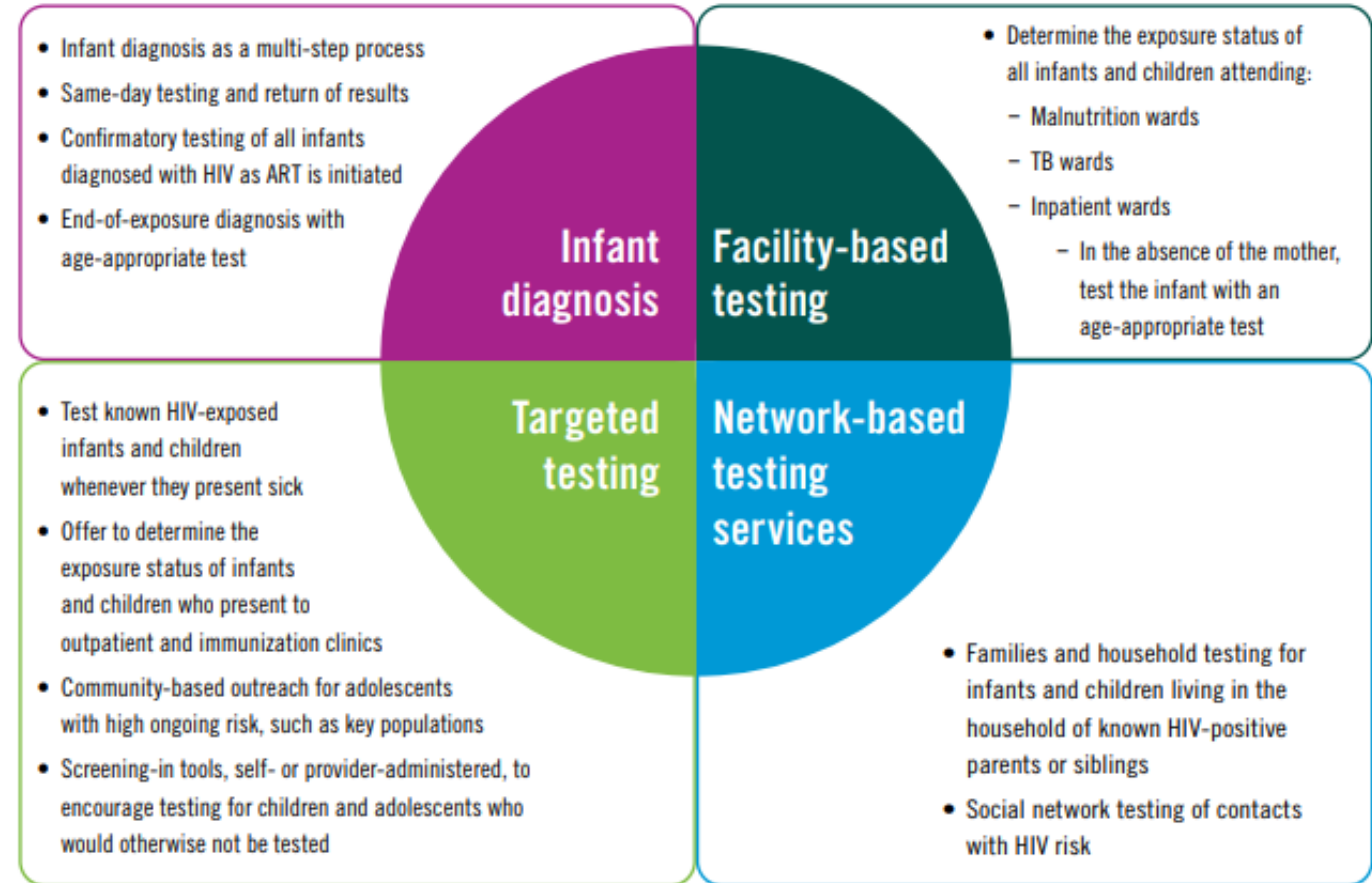 • Infant diagnosis as a multi-step process
• Same-day testing and return of results
• Confirmatory testing of all infants
diagnosed with HIV as ART is initiated
• End-of-exposure diagnosis with
age-appropriate test
Infant
diagnosis
• Determine the exposure status of
all infants and children attending:
– Malnutrition wards
– TB wards
– Inpatient wards
– In the absence of the mother,
test the infant with an
age-appropriate test
Facility-based
testing
• Test known HIV-exposed
infants and children
whenever they present sick
• Offer to determine the
exposure status of infants
and children who present to
outpatient and immunization clinics
• Community-based outreach for adolescents
with high ongoing risk, such as key populations
• Screening-in tools, self- or provider-administered, to
encourage testing for children and adolescents who
would otherwise not be tested
Targeted
testing
Network-based
testing
services
• Families and household testing for
infants and children living in the
household of known HIV-positive
parents or siblings
• Social network testing of contacts
with HIV risk